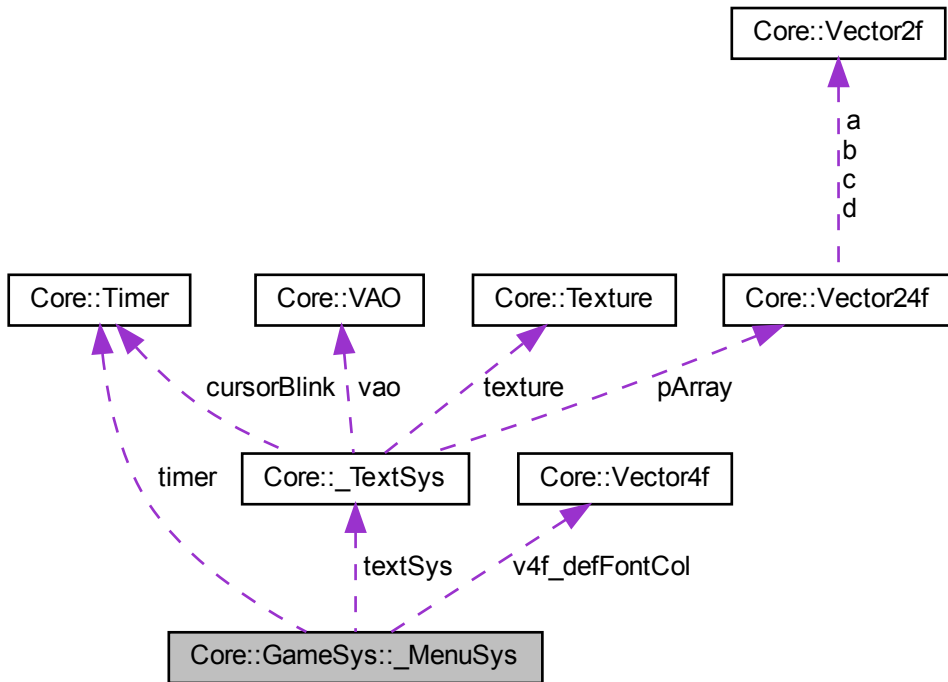 Core::Vector2f
a
b
c
d
Core::Timer
Core::VAO
Core::Texture
Core::Vector24f
cursorBlink
vao
texture
pArray
timer
Core::_TextSys
Core::Vector4f
textSys
v4f_defFontCol
Core::GameSys::_MenuSys